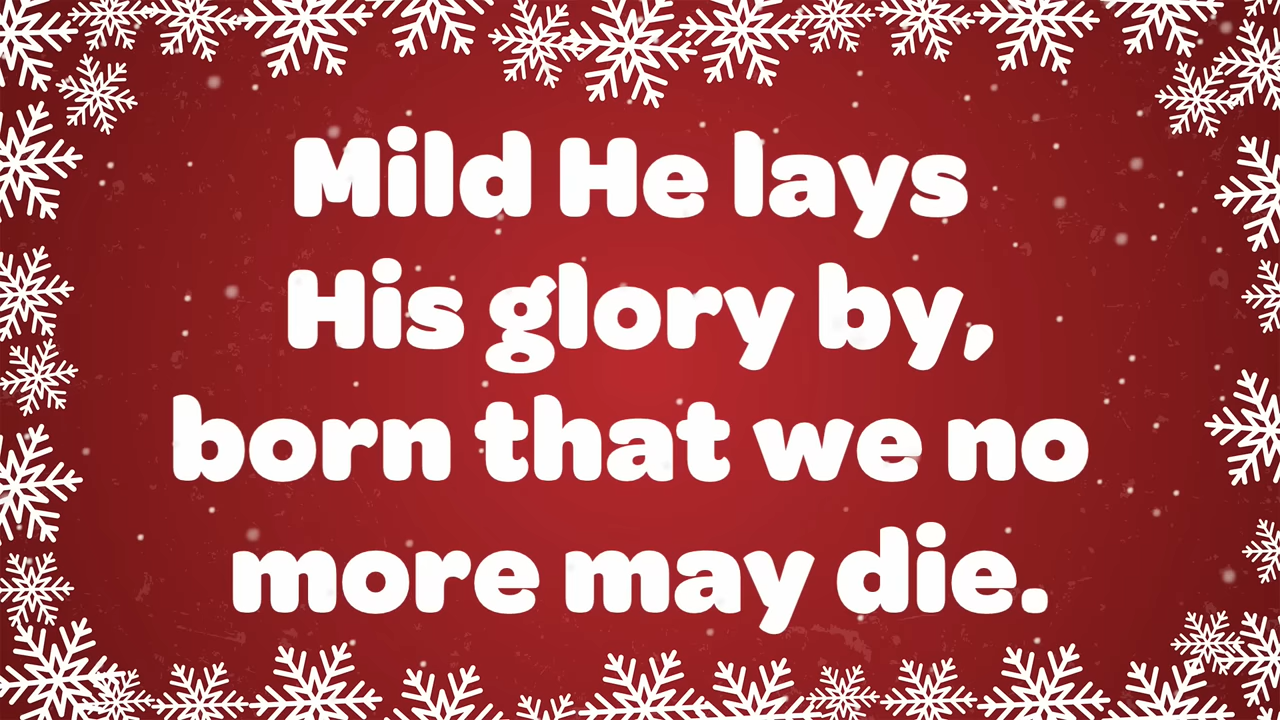 Mild He lays
His glory by,
born that we no
more may die.